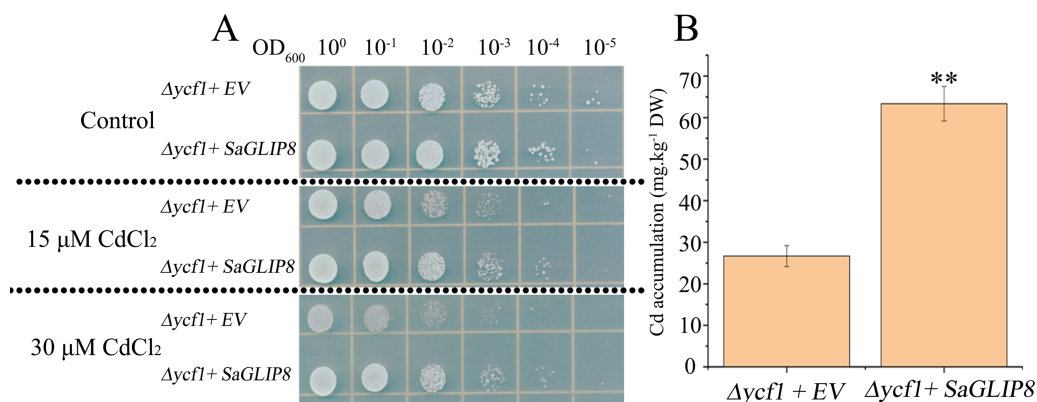 A
OD600 10⁰ 10⁻¹ 10⁻² 10⁻³ 10⁻⁴ 10⁻⁵
Δycf1+ EV
Control
Δycf1+ SaGLIP8
Δycf1+ EV
15 μM CdCl₂
Δycf1+ SaGLIP8
Δycf1+ EV
30 μM CdCl₂
Δycf1+ SaGLIP8
B
Cd accumulation (mg.kg⁻¹ DW)
70
60
50
40
30
20
10
0
**
Δycf1 + EV
Δycf1+ SaGLIP8